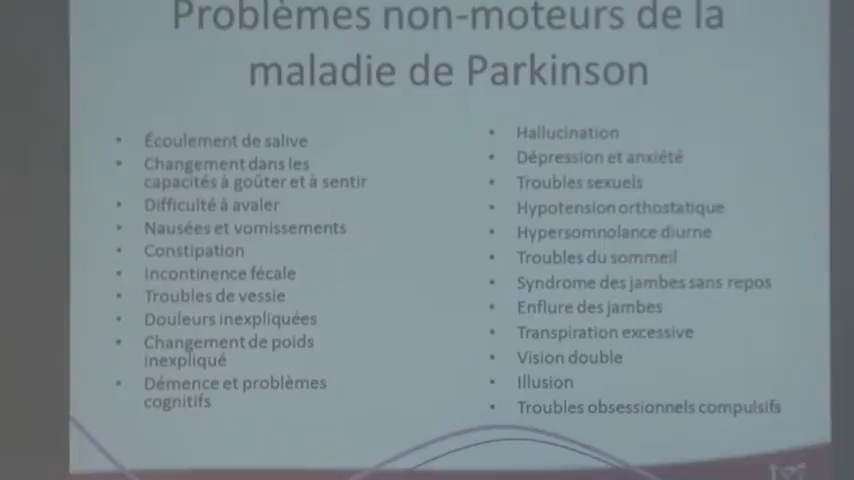 Problèmes non-moteurs de la
maladie de Parkinson
• Écoulement de salive
• Changement dans les
capacités à goûter et à sentir
• Difficulté à avaler
• Nausées et vomissements
• Constipation
• Incontinence fécale
• Troubles de vessie
• Douleurs inexpliquées
• Changement de poids
inexpliqué
• Démence et problèmes
cognitifs
• Hallucination
• Dépression et anxiété
• Troubles sexuels
• Hypotension orthostatique
• Hypersomnolance diurne
• Troubles du sommeil
• Syndrome des jambes sans repos
• Enflure des jambes
• Transpiration excessive
• Vision double
• Illusion
• Troubles obsessionnels compulsifs